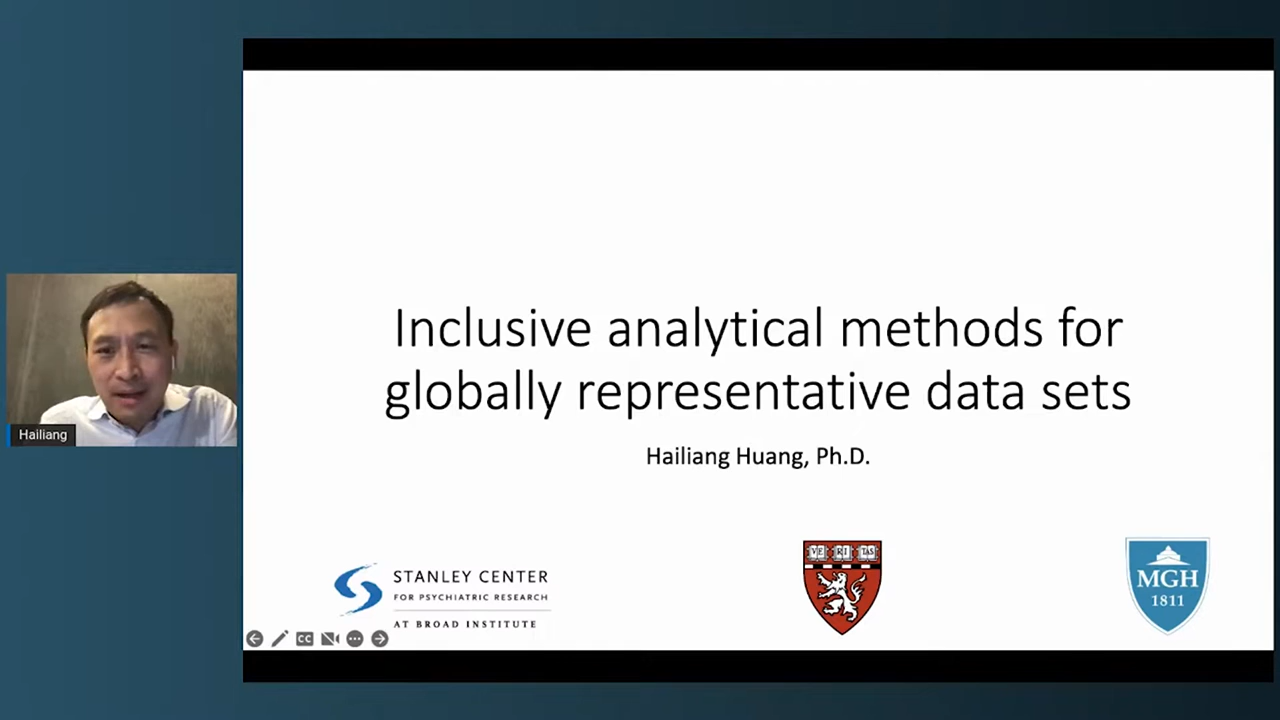 Inclusive analytical methods for
globally representative data sets
Hailiang Huang, Ph.D.
Hailiang
STANLEY CENTER
FOR PSYCHIATRIC RESEARCH
AT BROAD INSTITUTE
VE RI TAS
MGH
1811
CC